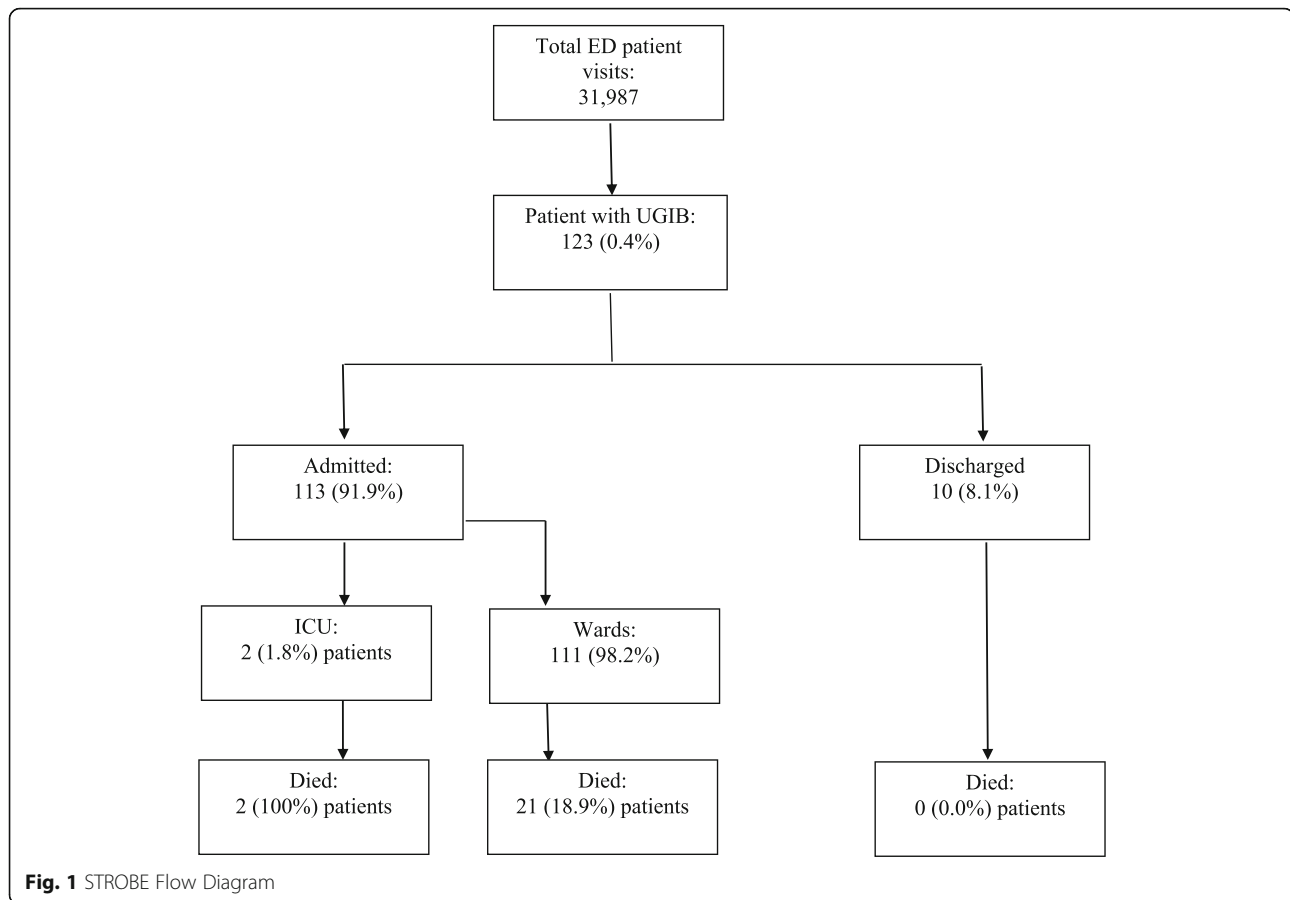 Total ED patient
visits:
31,987
Patient with UGIB:
123 (0.4%)
Admitted:
113 (91.9%)
Discharged
10 (8.1%)
ICU:
2 (1.8%) patients
Wards:
111 (98.2%)
Died:
2 (100%) patients
Died:
21 (18.9%) patients
Died:
0 (0.0%) patients
Fig. 1 STROBE Flow Diagram